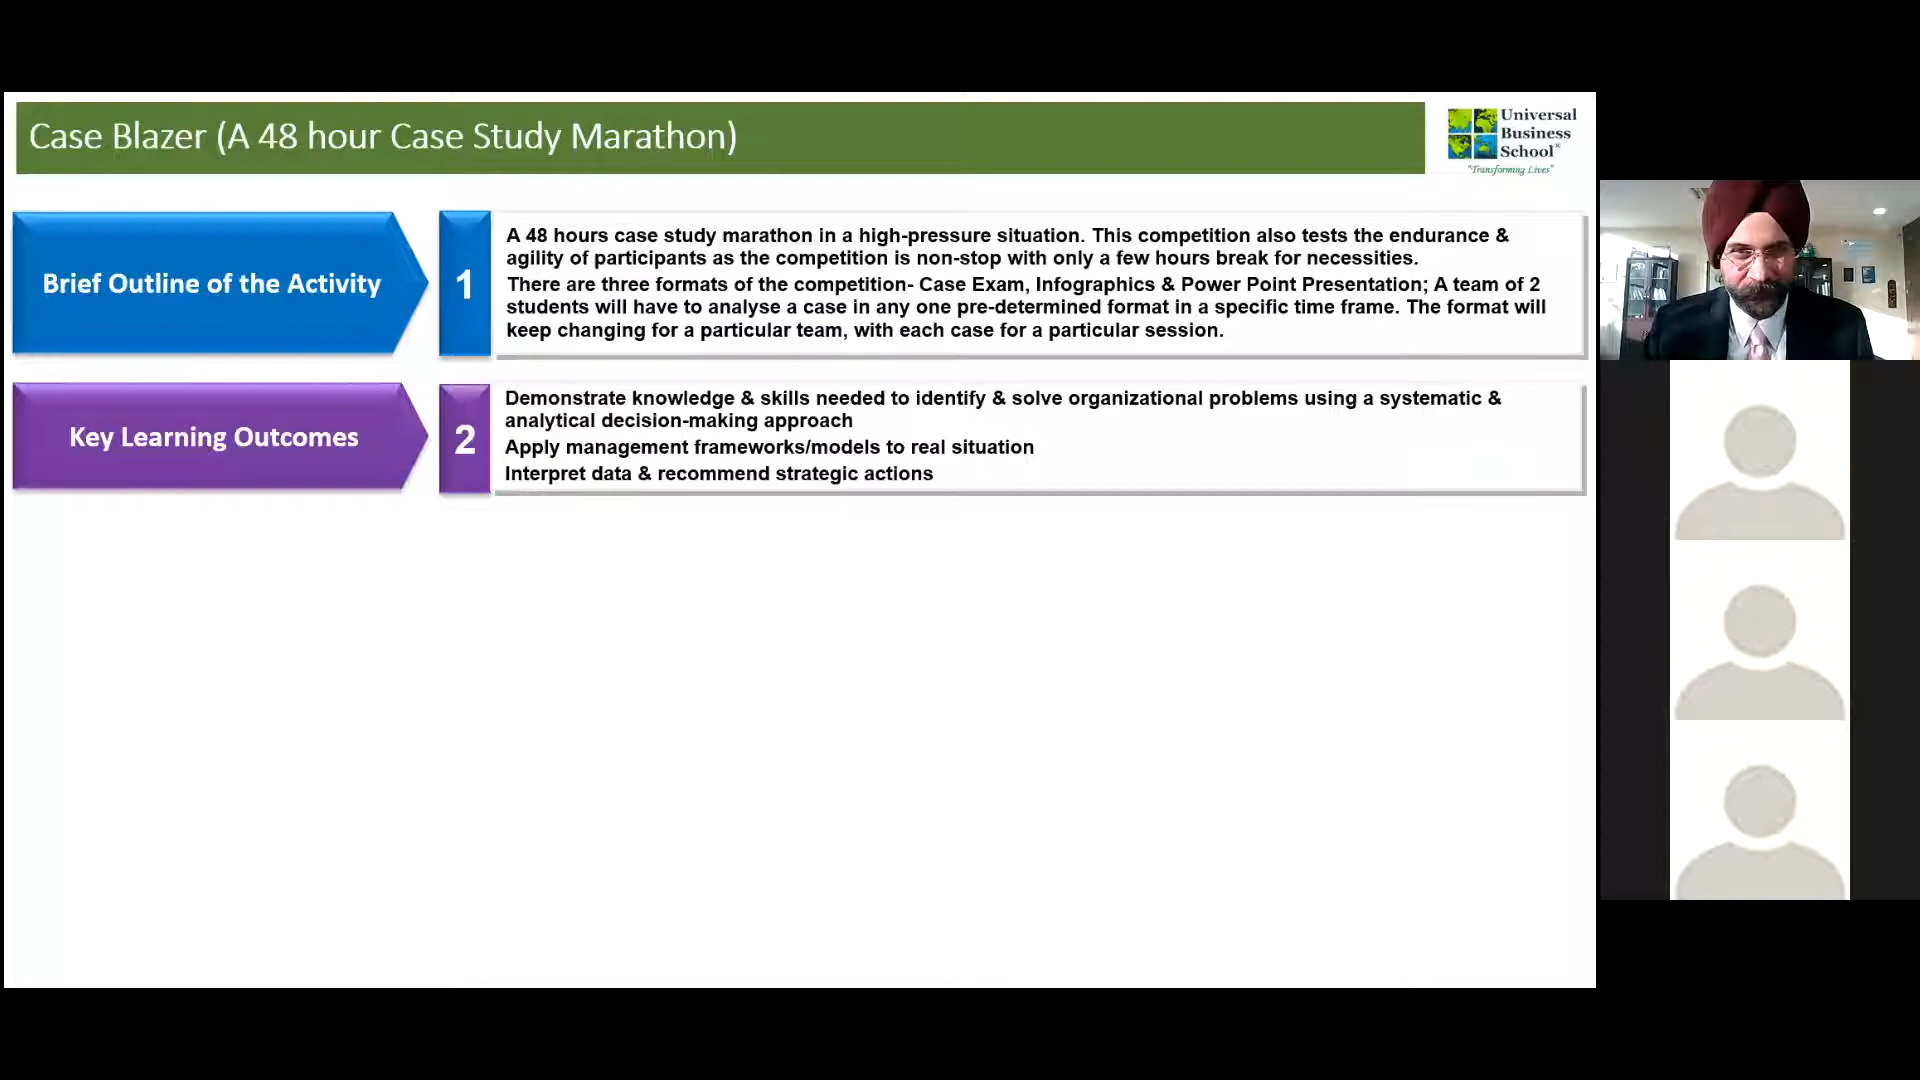 Case Blazer (A 48 hour Case Study Marathon)
Universal
Business
School®
"Transforming Lives"
Brief Outline of the Activity
1
A 48 hours case study marathon in a high-pressure situation. This competition also tests the endurance &
agility of participants as the competition is non-stop with only a few hours break for necessities.
There are three formats of the competition- Case Exam, Infographics & Power Point Presentation; A team of 2
students will have to analyse a case in any one pre-determined format in a specific time frame. The format will
keep changing for a particular team, with each case for a particular session.
Key Learning Outcomes
2
Demonstrate knowledge & skills needed to identify & solve organizational problems using a systematic &
analytical decision-making approach
Apply management frameworks/models to real situation
Interpret data & recommend strategic actions